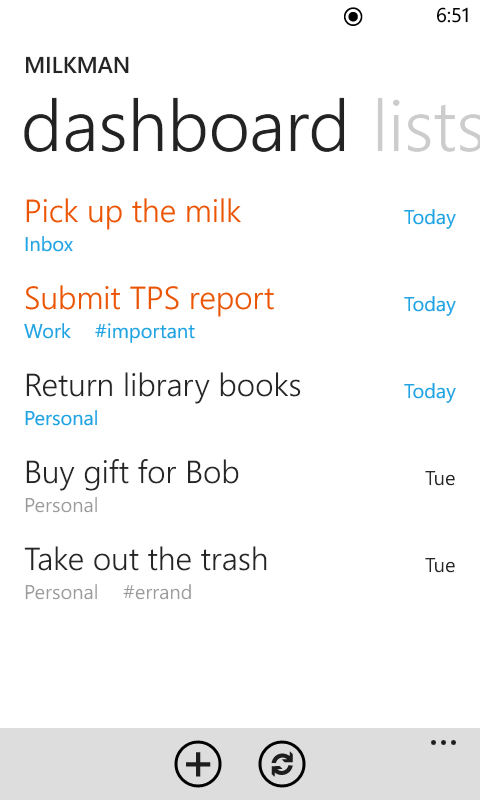 6:51
MILKMAN
dashboard lists
Pick up the milk Today
Inbox
Submit TPS report Today
Work #important
Return library books Today
Personal
Buy gift for Bob Tue
Personal
Take out the trash Tue
Personal #errand